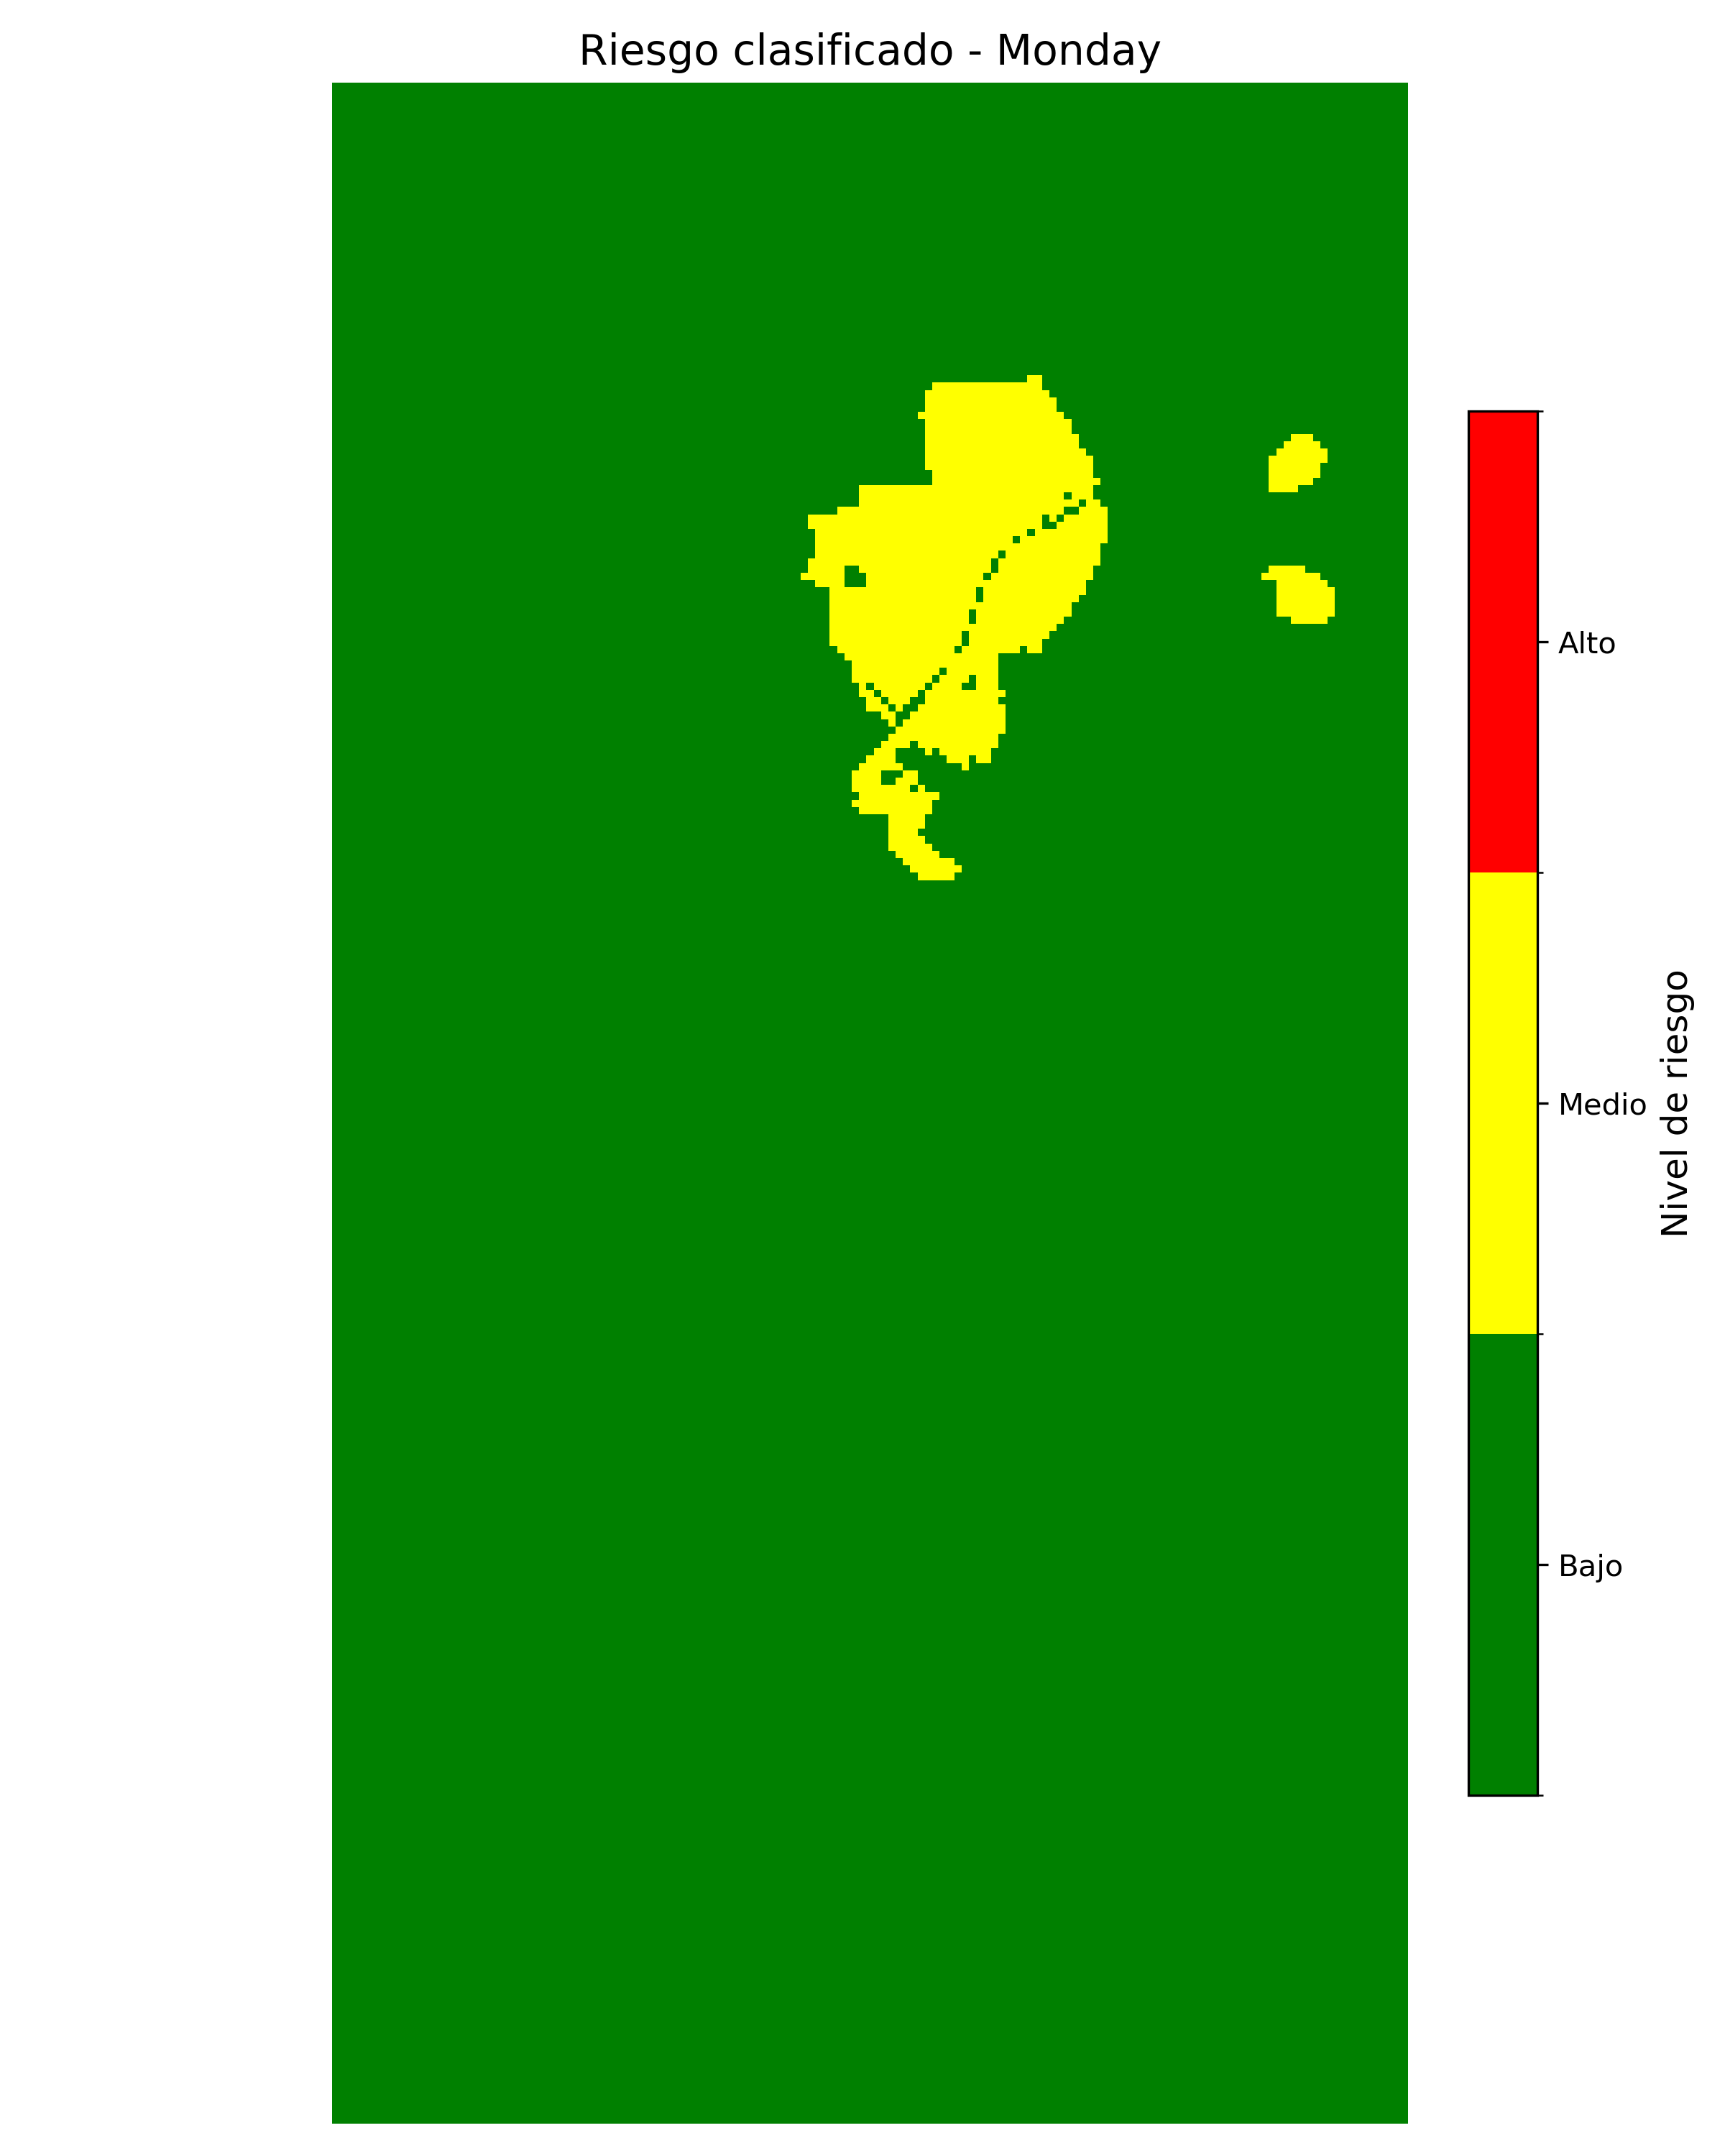 Riesgo clasificado - Monday
Alto
Medio
Bajo
Nivel de riesgo